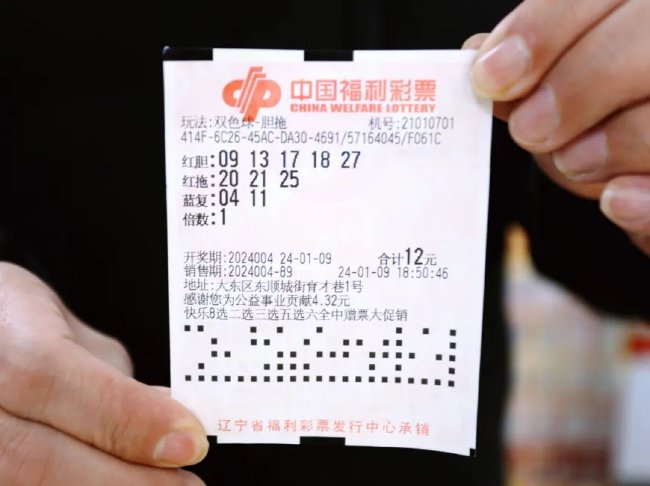 中国福利彩票
CHINA WELFARE LOTTERY
玩法:双色球-胆拖 机号:21010701
414F-6C26-45AC-DA30-4691/57164045/F061C
红胆:09 13 17 18 27
红拖:20 21 25
蓝复:04 11
倍数:1
开奖期:2024004 24-01-09 合计12元
销售期:2024004-89 24-01-09 18:50:46
地址:大东区东顺城街育才巷1号
感谢您为公益事业贡献4.32元
快乐8选二选三选五选六全中赠票大促销
辽宁省福利彩票发行中心承销